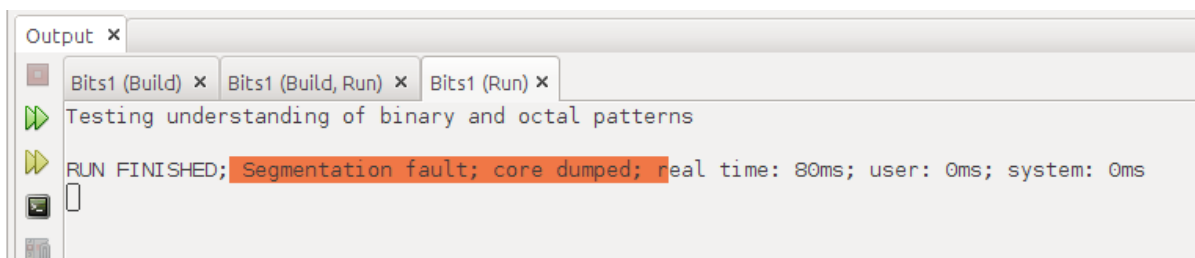 Output ×
Bits1 (Build) × Bits1 (Build, Run) × Bits1 (Run) ×
Testing understanding of binary and octal patterns
RUN FINISHED; Segmentation fault; core dumped; real time: 80ms; user: 0ms; system: 0ms